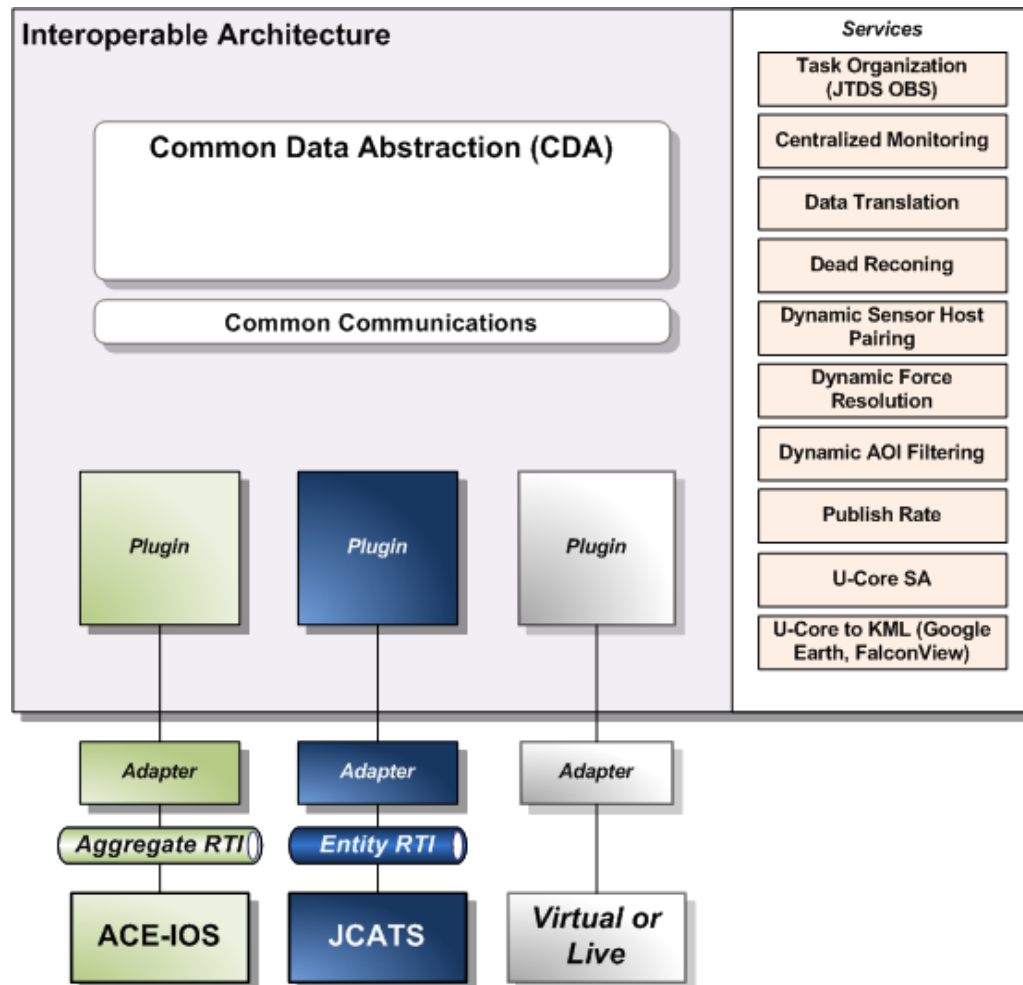 Interoperable Architecture
Common Data Abstraction (CDA)
Common Communications
Plugin
Plugin
Plugin
Adapter
Adapter
Adapter
Aggregate RTI
Entity RTI
ACE-IOS
JCATS
Virtual or
Live
Services
Task Organization
(JTDS OBS)
Centralized Monitoring
Data Translation
Dead Reconing
Dynamic Sensor Host
Pairing
Dynamic Force
Resolution
Dynamic AOI Filtering
Publish Rate
U-Core SA
U-Core to KML (Google
Earth, FalconView)